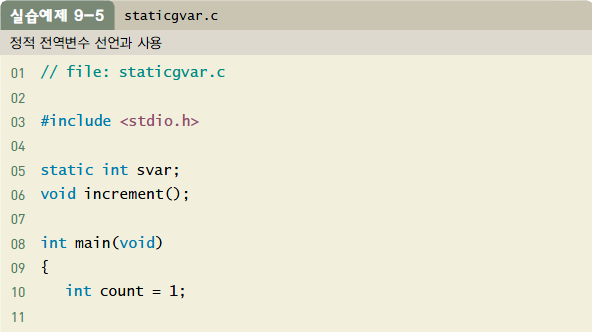 실습예제 9-5 staticgvar.c
정적 전역변수 선언과 사용
01 // file: staticgvar.c
02
03 #include <stdio.h>
04
05 static int svar;
06 void increment();
07
08 int main(void)
09 {
10 int count = 1;
11